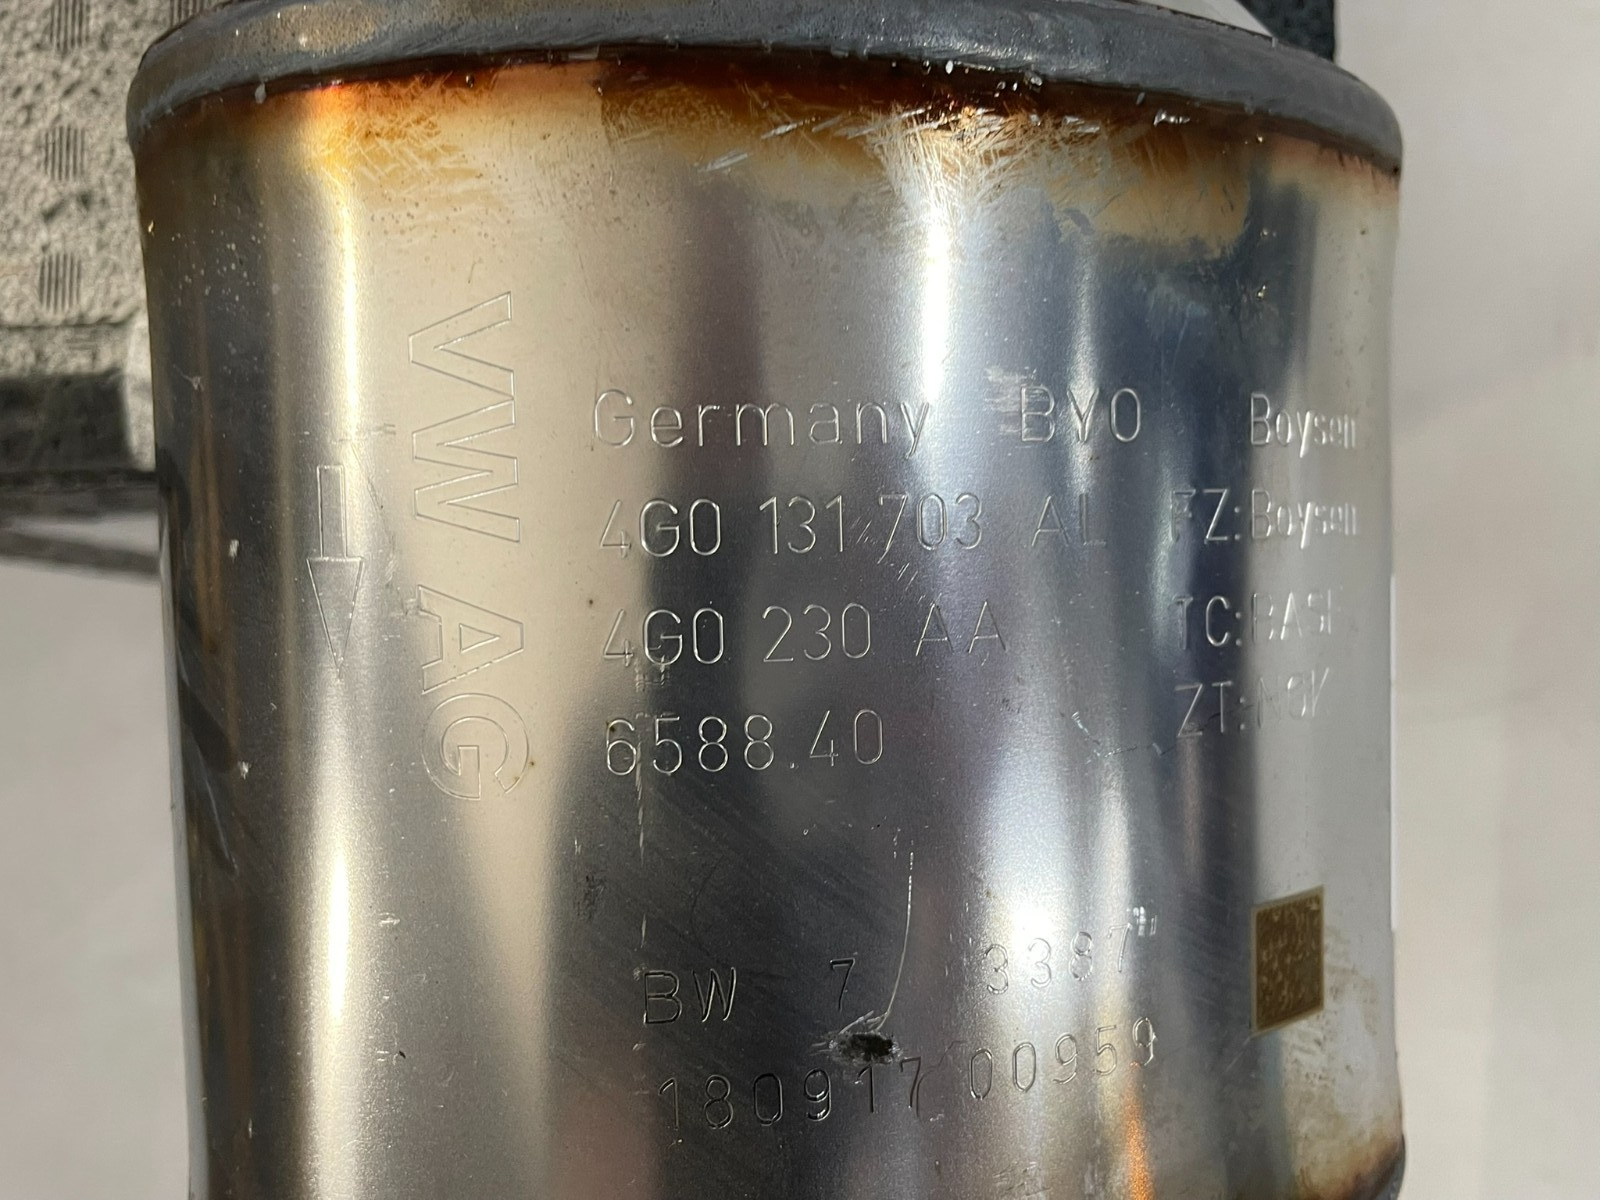 VW AG
Germany BYO Boysen
4G0 131 703 AL FZ:Boysen
4G0 230 AA TC:BASF
6588.40 ZT:NGK
BW 7 3387
180917 00959